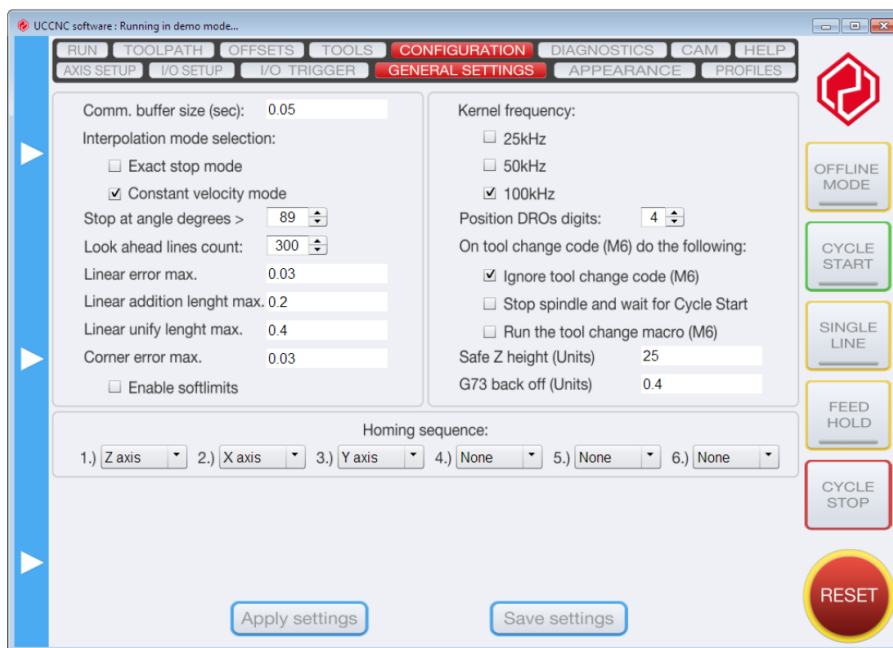 UCCNC software : Running in demo mode...
RUN TOOLPATH OFFSETS TOOLS CONFIGURATION DIAGNOSTICS CAM HELP
AXIS SETUP I/O SETUP I/O TRIGGER GENERAL SETTINGS APPEARANCE PROFILES
Comm. buffer size (sec): 0.05
Interpolation mode selection:
Exact stop mode
Constant velocity mode
Stop at angle degrees > 89
Look ahead lines count: 300
Linear error max. 0.03
Linear addition lenght max. 0.2
Linear unify lenght max. 0.4
Corner error max. 0.03
Enable softlimits
Kernel frequency:
25kHz
50kHz
100kHz
Position DROs digits: 4
On tool change code (M6) do the following:
Ignore tool change code (M6)
Stop spindle and wait for Cycle Start
Run the tool change macro (M6)
Safe Z height (Units) 25
G73 back off (Units) 0.4
Homing sequence:
1.) Z axis 2.) X axis 3.) Y axis 4.) None 5.) None 6.) None
Apply settings Save settings
OFFLINE
MODE
CYCLE
START
SINGLE
LINE
FEED
HOLD
CYCLE
STOP
RESET